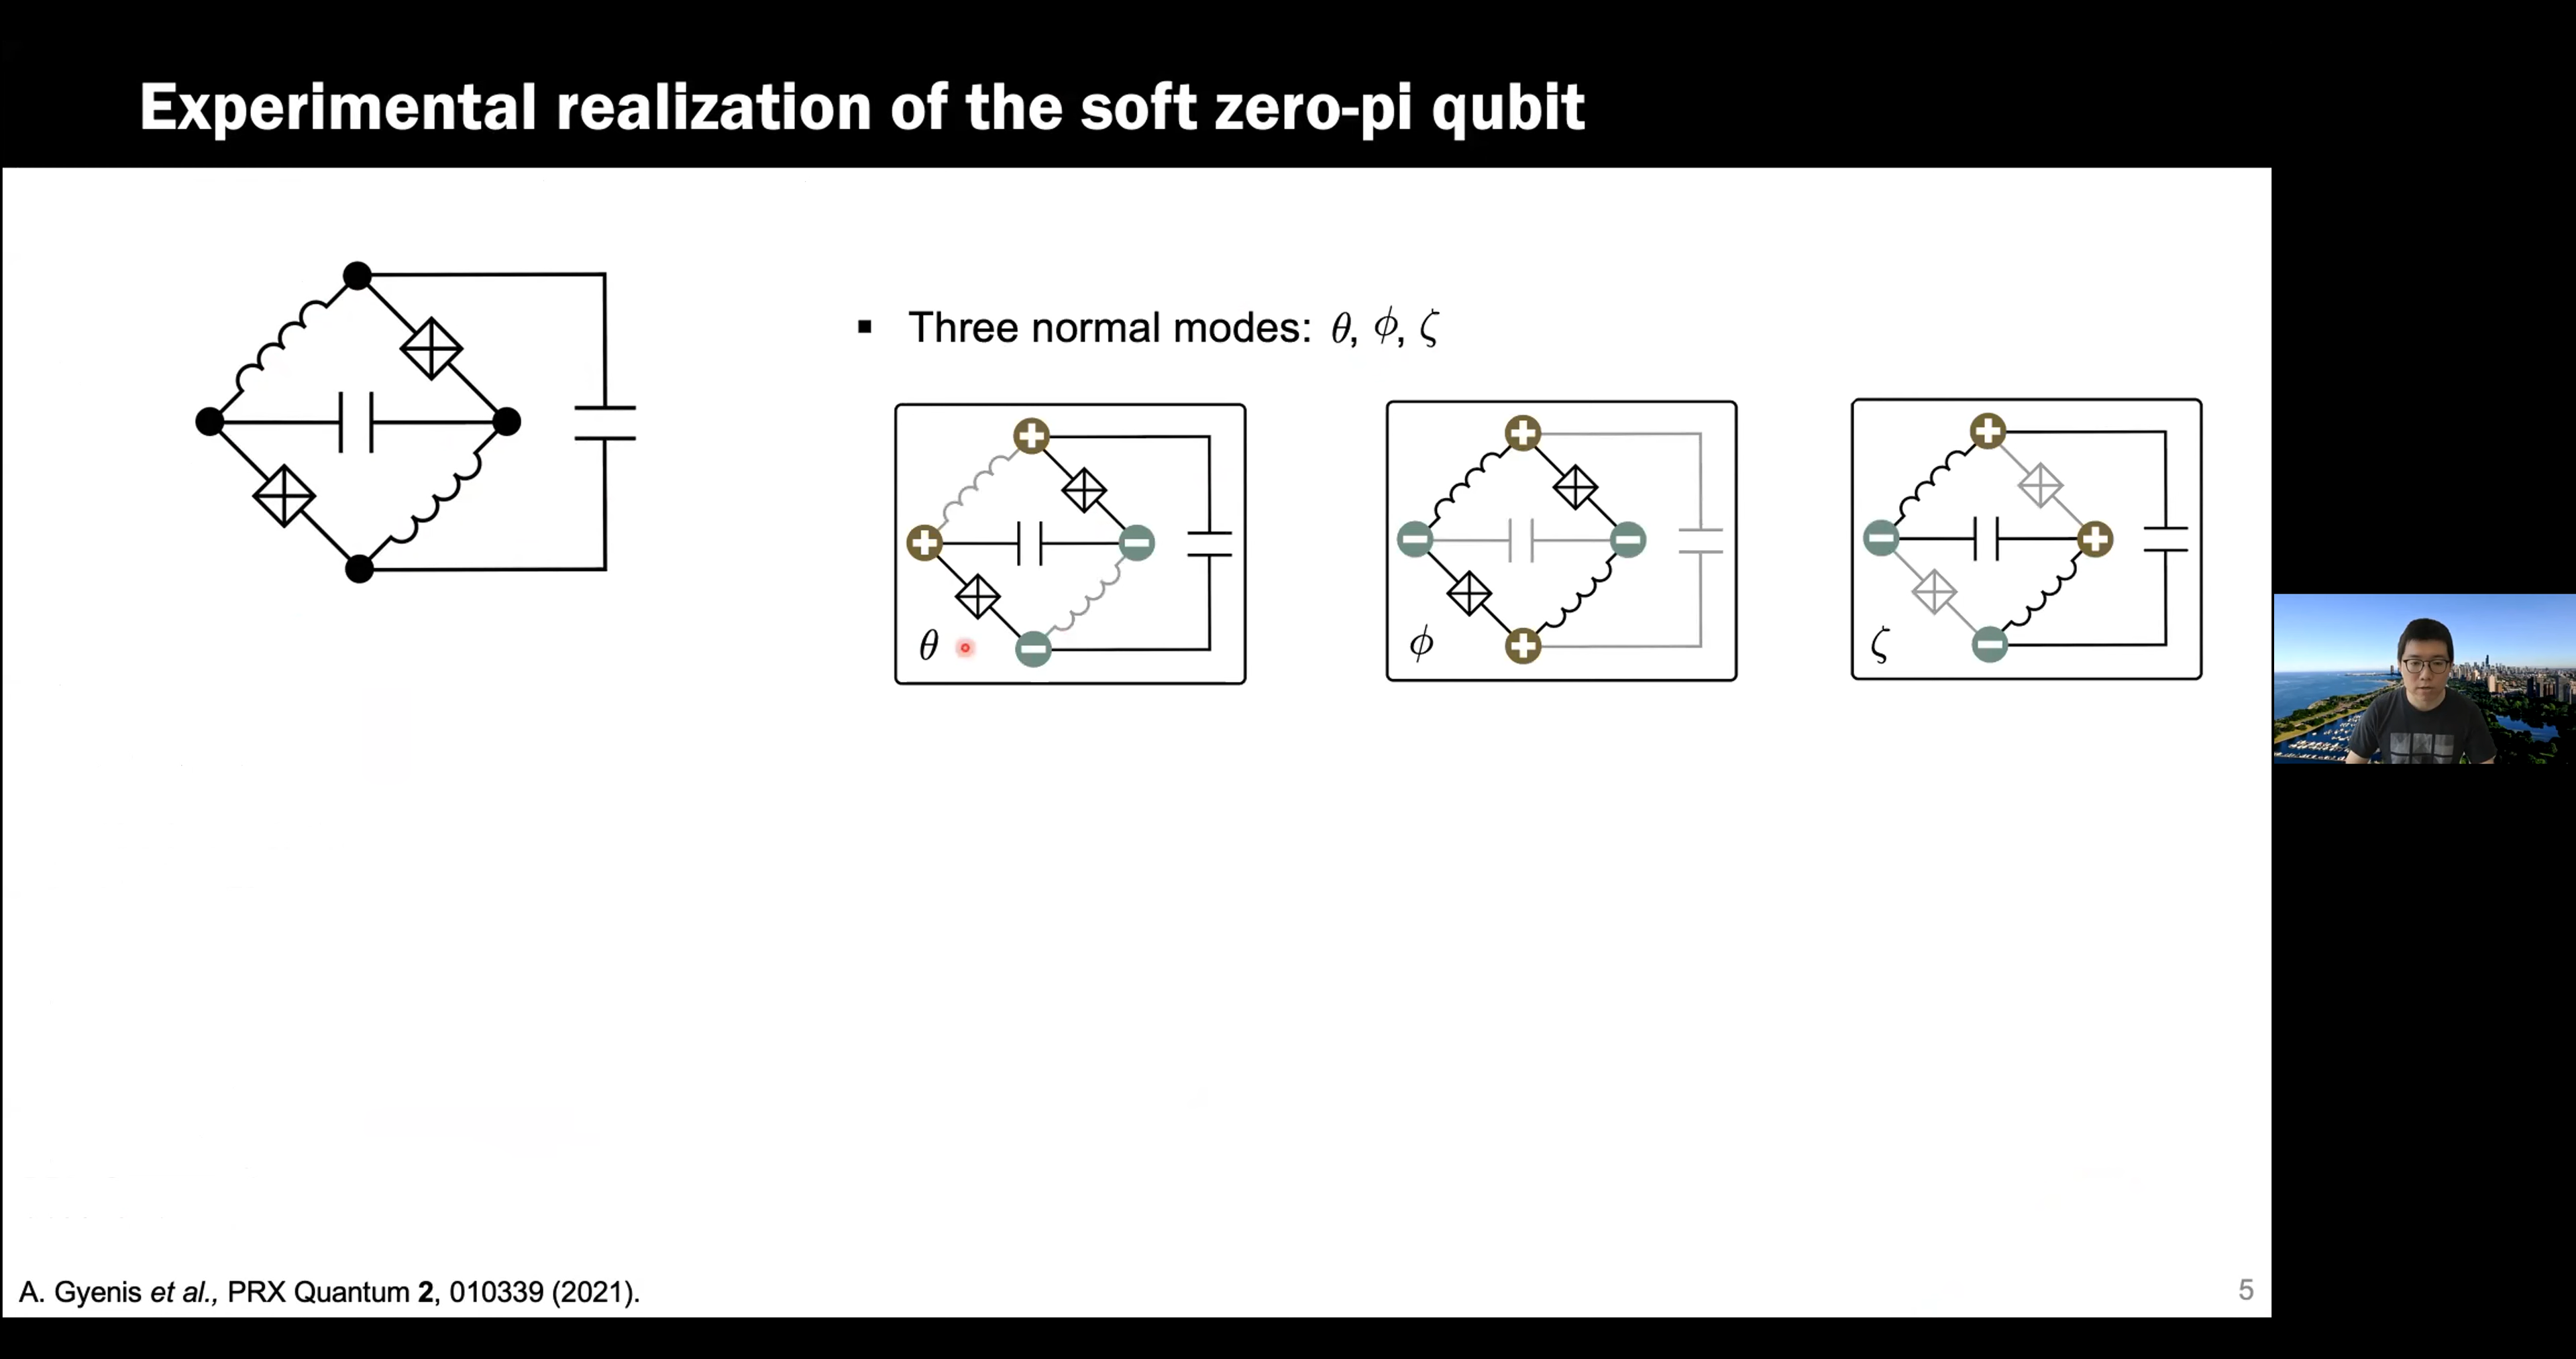 Experimental realization of the soft zero-pi qubit
▪ Three normal modes: θ, ϕ, ζ
θ
ϕ
ζ
A. Gyenis et al., PRX Quantum 2, 010339 (2021).
5